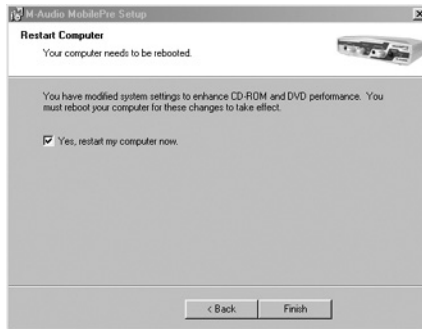 M-Audio MobilePre Setup
Restart Computer
Your computer needs to be rebooted.
You have modified system settings to enhance CD-ROM and DVD performance. You
must reboot your computer for these changes to take effect.
Yes, restart my computer now.
< Back
Finish